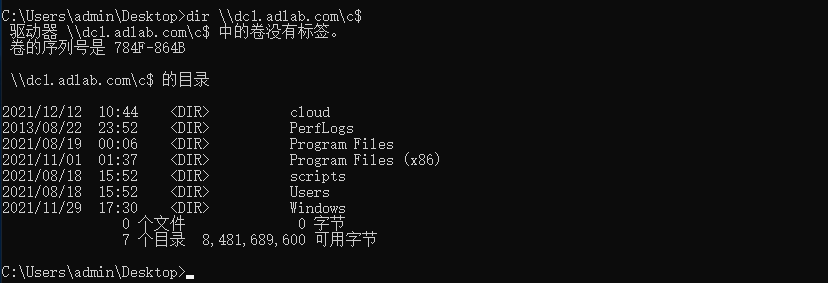 C:\Users\admin\Desktop>dir \\dc1.adlab.com\c$
驱动器 \\dc1.adlab.com\c$ 中的卷没有标签。
卷的序列号是 784F-864B
\\dc1.adlab.com\c$ 的目录
2021/12/12  10:44    <DIR>          cloud
2013/08/22  23:52    <DIR>          PerfLogs
2021/08/19  00:06    <DIR>          Program Files
2021/11/01  01:37    <DIR>          Program Files (x86)
2021/08/18  15:52    <DIR>          scripts
2021/08/18  15:52    <DIR>          Users
2021/11/29  17:30    <DIR>          Windows
0 个文件              0 字节
7 个目录  8,481,689,600 可用字节
C:\Users\admin\Desktop>